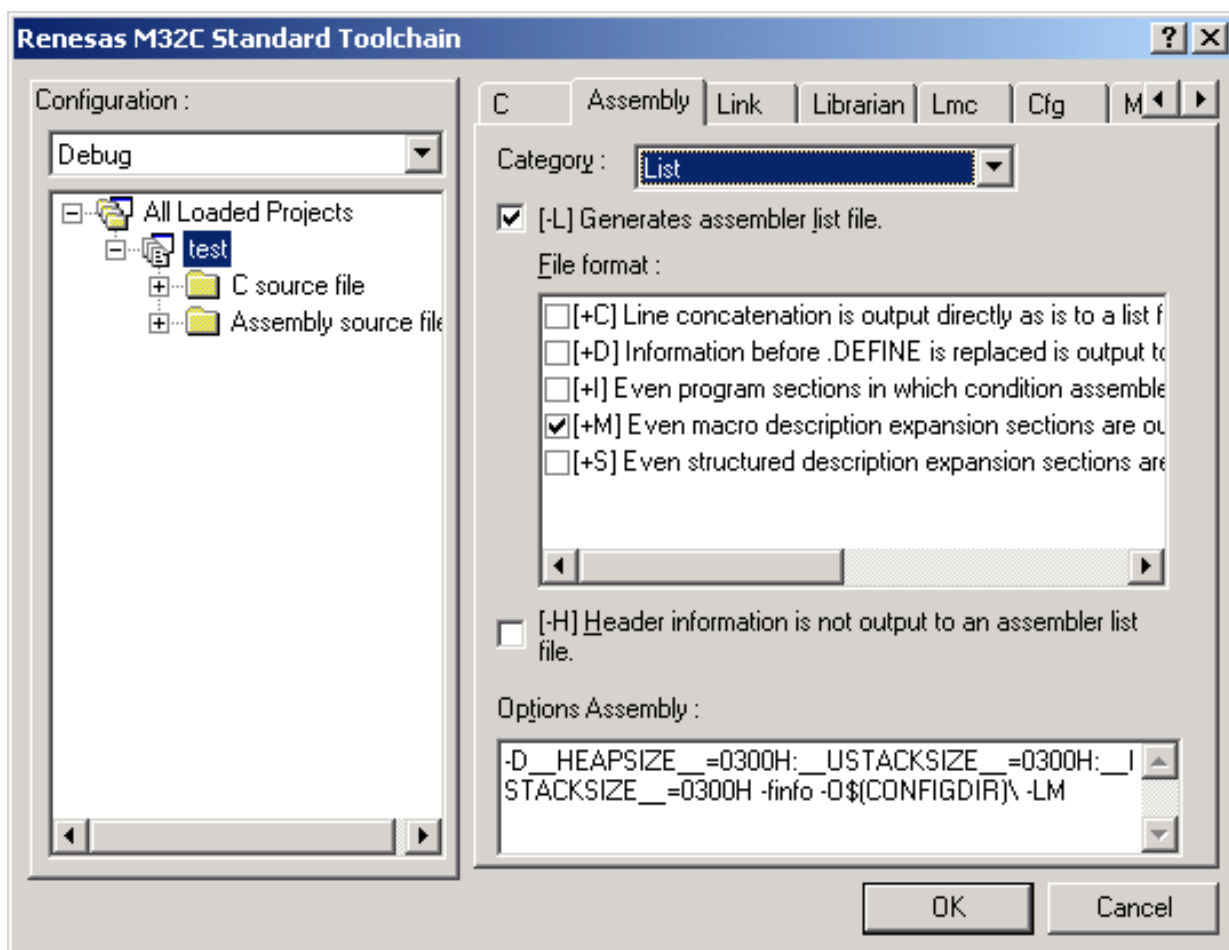 Renesas M32C Standard Toolchain
Configuration :
Debug
All Loaded Projects
test
C source file
Assembly source file
C Assembly Link Librarian Lmc Cfg M
Category :
List
[-L] Generates assembler list file.
File format :
[+C] Line concatenation is output directly as is to a list f
[+D] Information before .DEFINE is replaced is output to
[+I] Even program sections in which condition assemble
[+M] Even macro description expansion sections are ou
[+S] Even structured description expansion sections are
[-H] Header information is not output to an assembler list
file.
Options Assembly :
-D__HEAPSIZE__=0300H:__USTACKSIZE__=0300H:__I
STACKSIZE__=0300H -finfo -O$(CONFIGDIR)\ -LM
OK Cancel